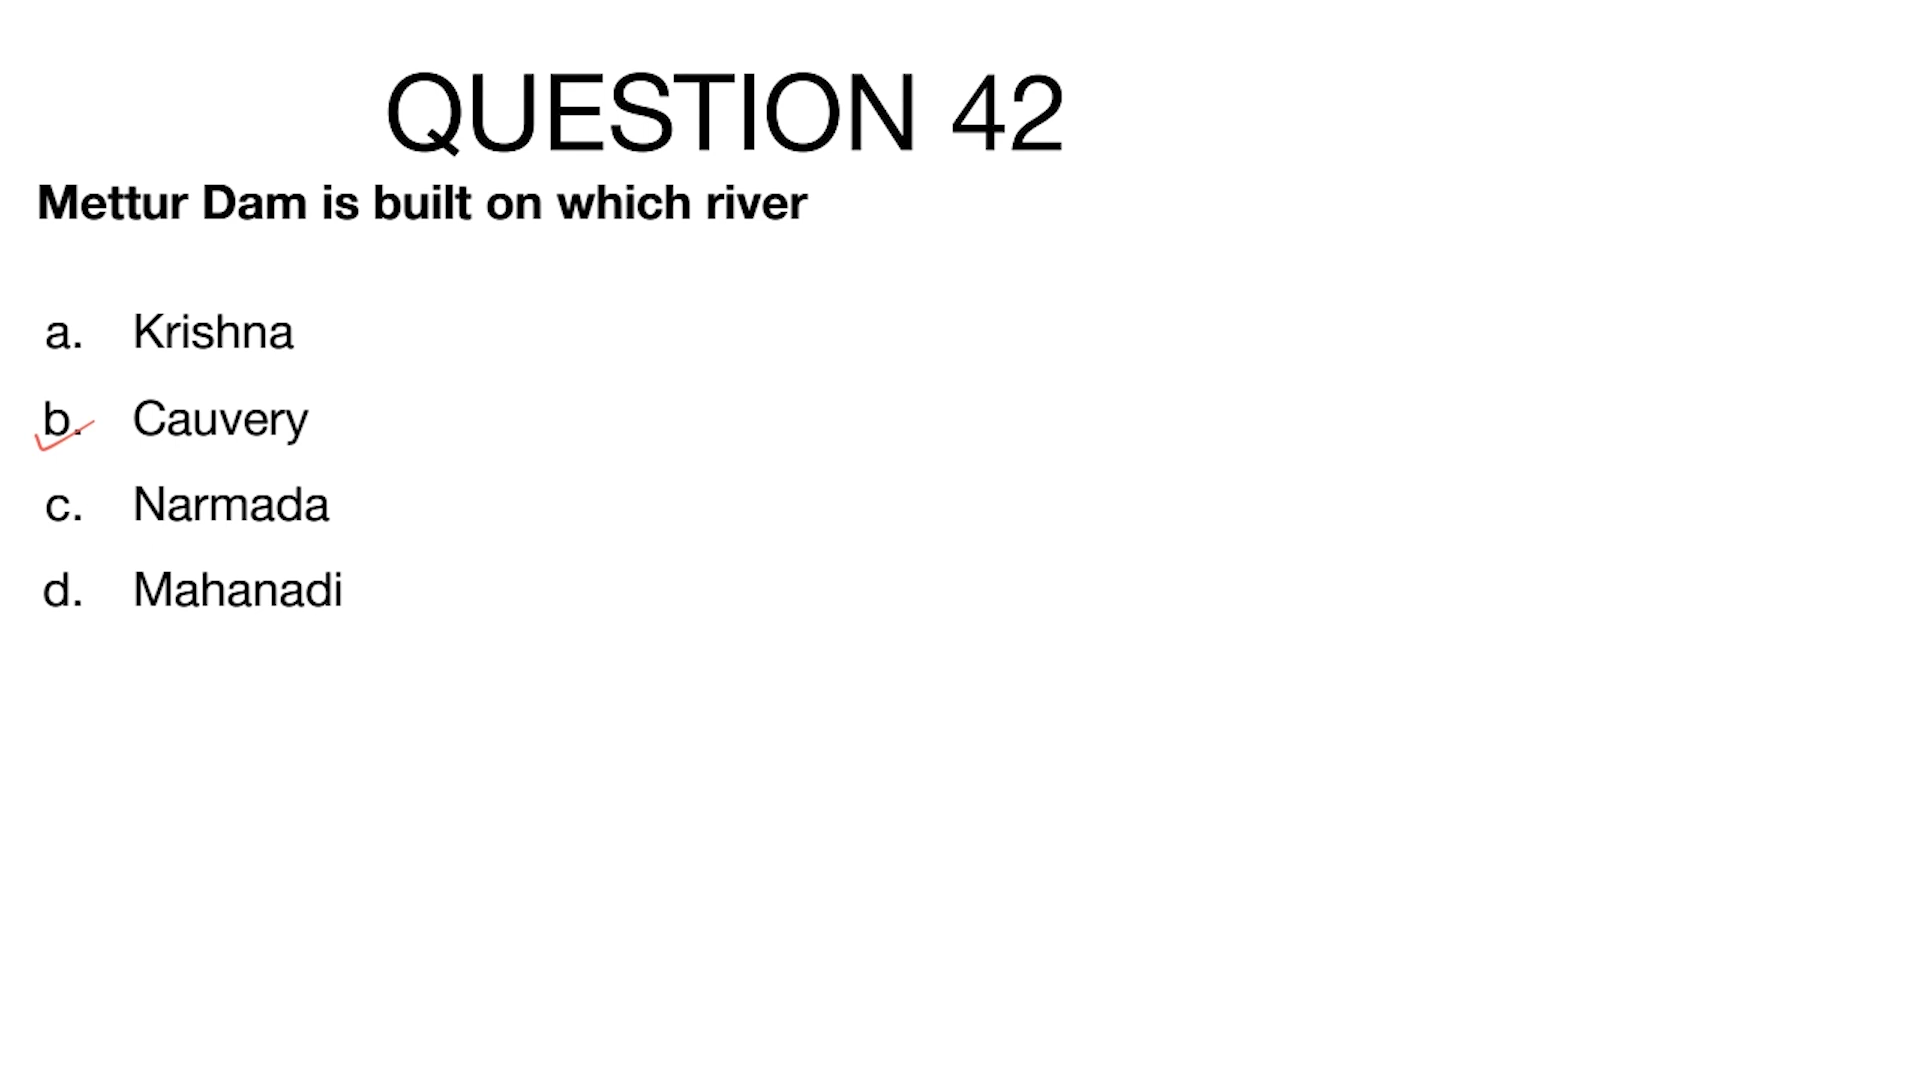 QUESTION 42
Mettur Dam is built on which river
a. Krishna
b. Cauvery
c. Narmada
d. Mahanadi